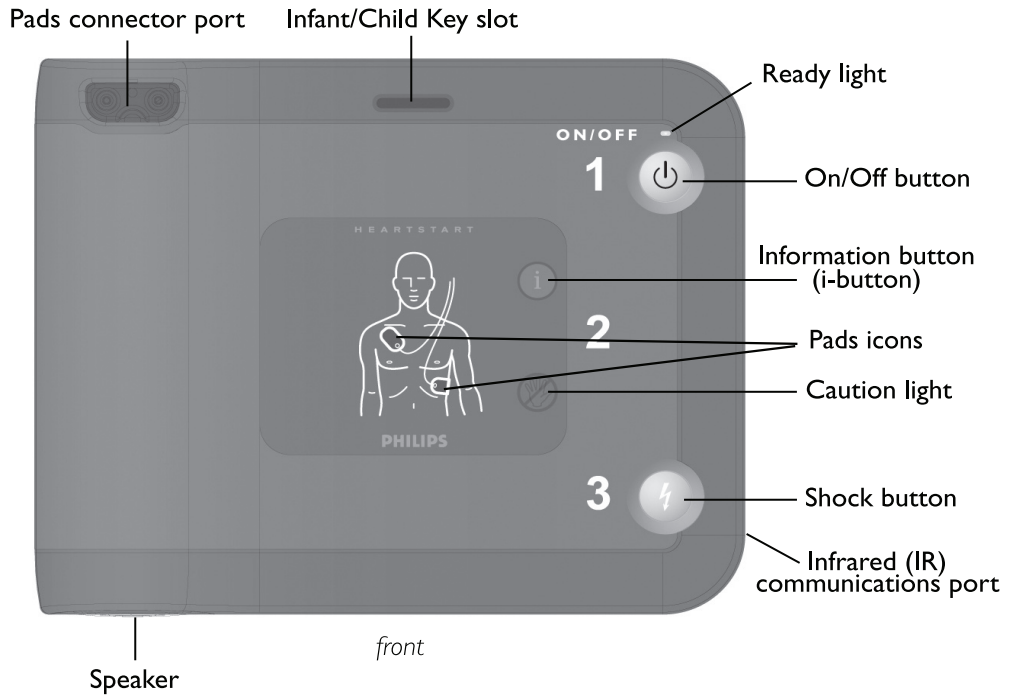 Pads connector port
Infant/Child Key slot
Ready light
ON/OFF
1
On/Off button
HEARTSTART
Information button
(i-button)
i
2
Pads icons
Caution light
PHILIPS
3
Shock button
Infrared (IR)
communications port
front
Speaker